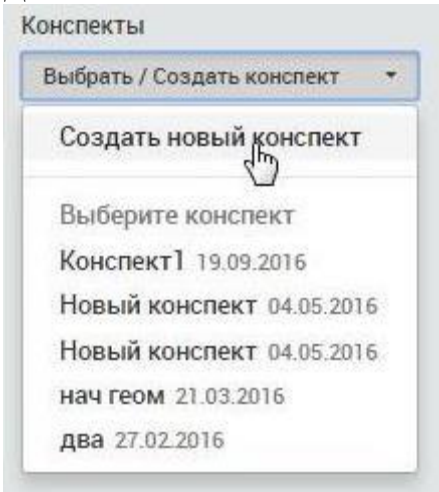 Конспекты
Выбрать / Создать конспект
Создать новый конспект
Выберите конспект
Конспект1 19.09.2016
Новый конспект 04.05.2016
Новый конспект 04.05.2016
нач геом 21.03.2016
два 27.02.2016